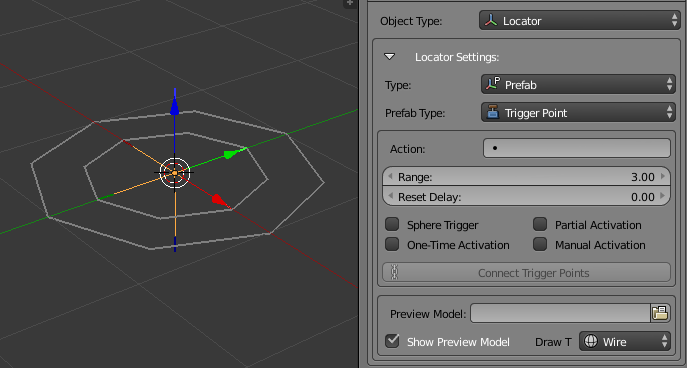 Object Type: Locator
Locator Settings:
Type: Prefab
Prefab Type: Trigger Point
Action: •
Range: 3.00
Reset Delay: 0.00
Sphere Trigger Partial Activation
One-Time Activation Manual Activation
Connect Trigger Points
Preview Model:
Show Preview Model Draw T Wire